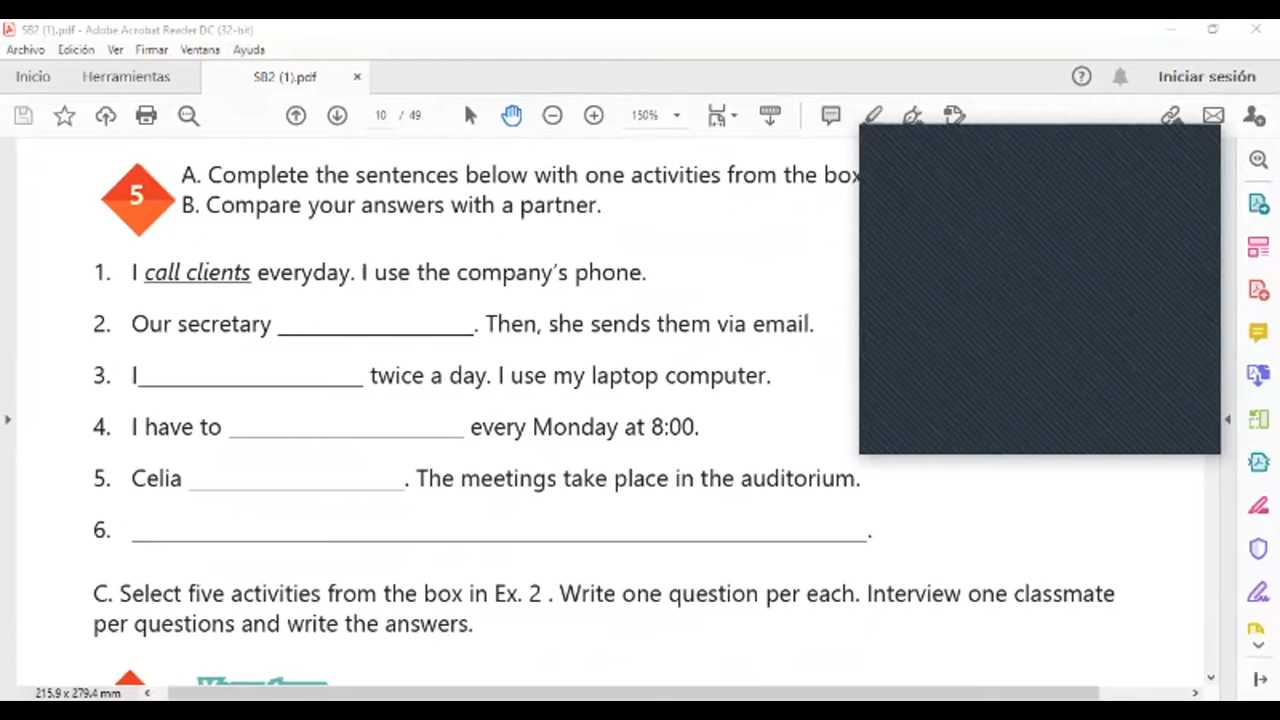 SB2 (1).pdf - Adobe Acrobat Reader DC (32-bit)
Archivo Edición Ver Firmar Ventana Ayuda
Inicio Herramientas SB2 (1).pdf × Iniciar sesión
10 / 49 150%
5
A. Complete the sentences below with one activities from the box
B. Compare your answers with a partner.
1. I call clients everyday. I use the company's phone.
2. Our secretary ________________. Then, she sends them via email.
3. I___________________ twice a day. I use my laptop computer.
4. I have to ____________________ every Monday at 8:00.
5. Celia __________________. The meetings take place in the auditorium.
6. ______________________________________________________________.
C. Select five activities from the box in Ex. 2 . Write one question per each. Interview one classmate
per questions and write the answers.
215.9 x 279.4 mm